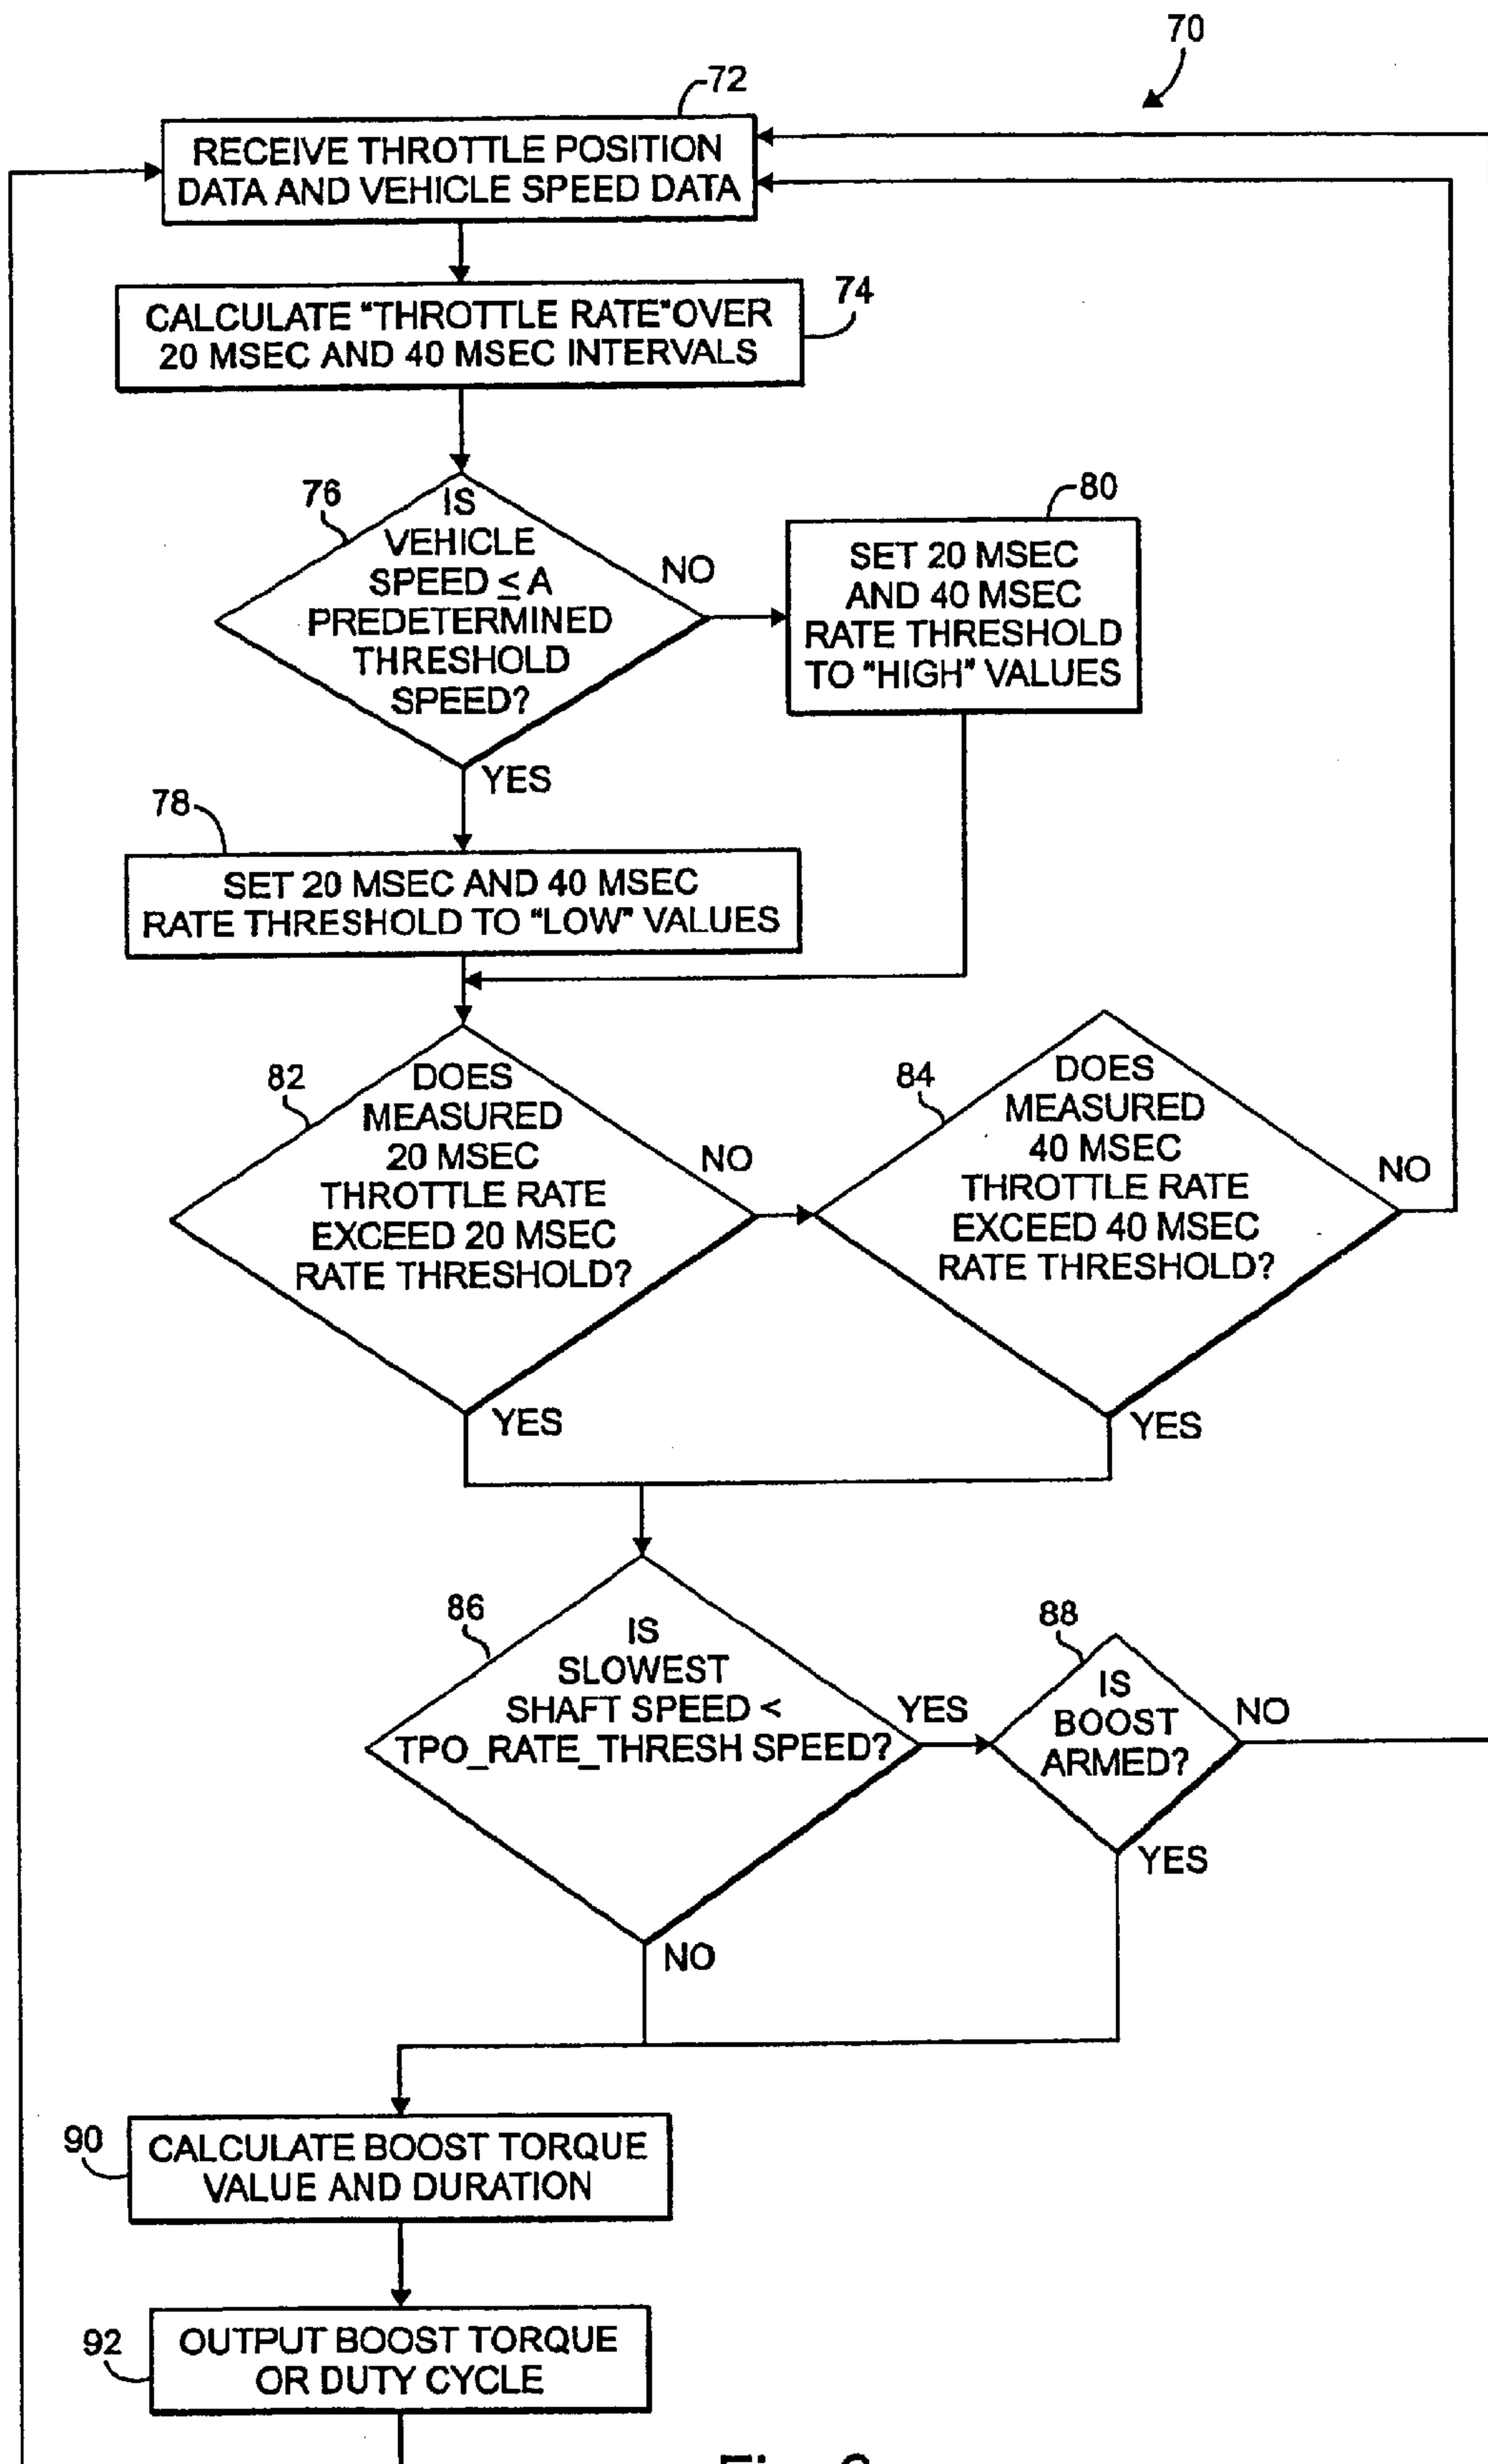 70
72
RECEIVE THROTTLE POSITION
DATA AND VEHICLE SPEED DATA
74
CALCULATE "THROTTLE RATE"OVER
20 MSEC AND 40 MSEC INTERVALS
76
IS
VEHICLE
SPEED ≤ A
PREDETERMINED
THRESHOLD
SPEED?
NO
YES
80
SET 20 MSEC
AND 40 MSEC
RATE THRESHOLD
TO "HIGH" VALUES
78
SET 20 MSEC AND 40 MSEC
RATE THRESHOLD TO "LOW" VALUES
82
DOES
MEASURED
20 MSEC
THROTTLE RATE
EXCEED 20 MSEC
RATE THRESHOLD?
NO
YES
84
DOES
MEASURED
40 MSEC
THROTTLE RATE
EXCEED 40 MSEC
RATE THRESHOLD?
NO
YES
86
IS
SLOWEST
SHAFT SPEED <
TPO_RATE_THRESH SPEED?
YES
NO
88
IS
BOOST
ARMED?
NO
YES
90
CALCULATE BOOST TORQUE
VALUE AND DURATION
92
OUTPUT BOOST TORQUE
OR DUTY CYCLE